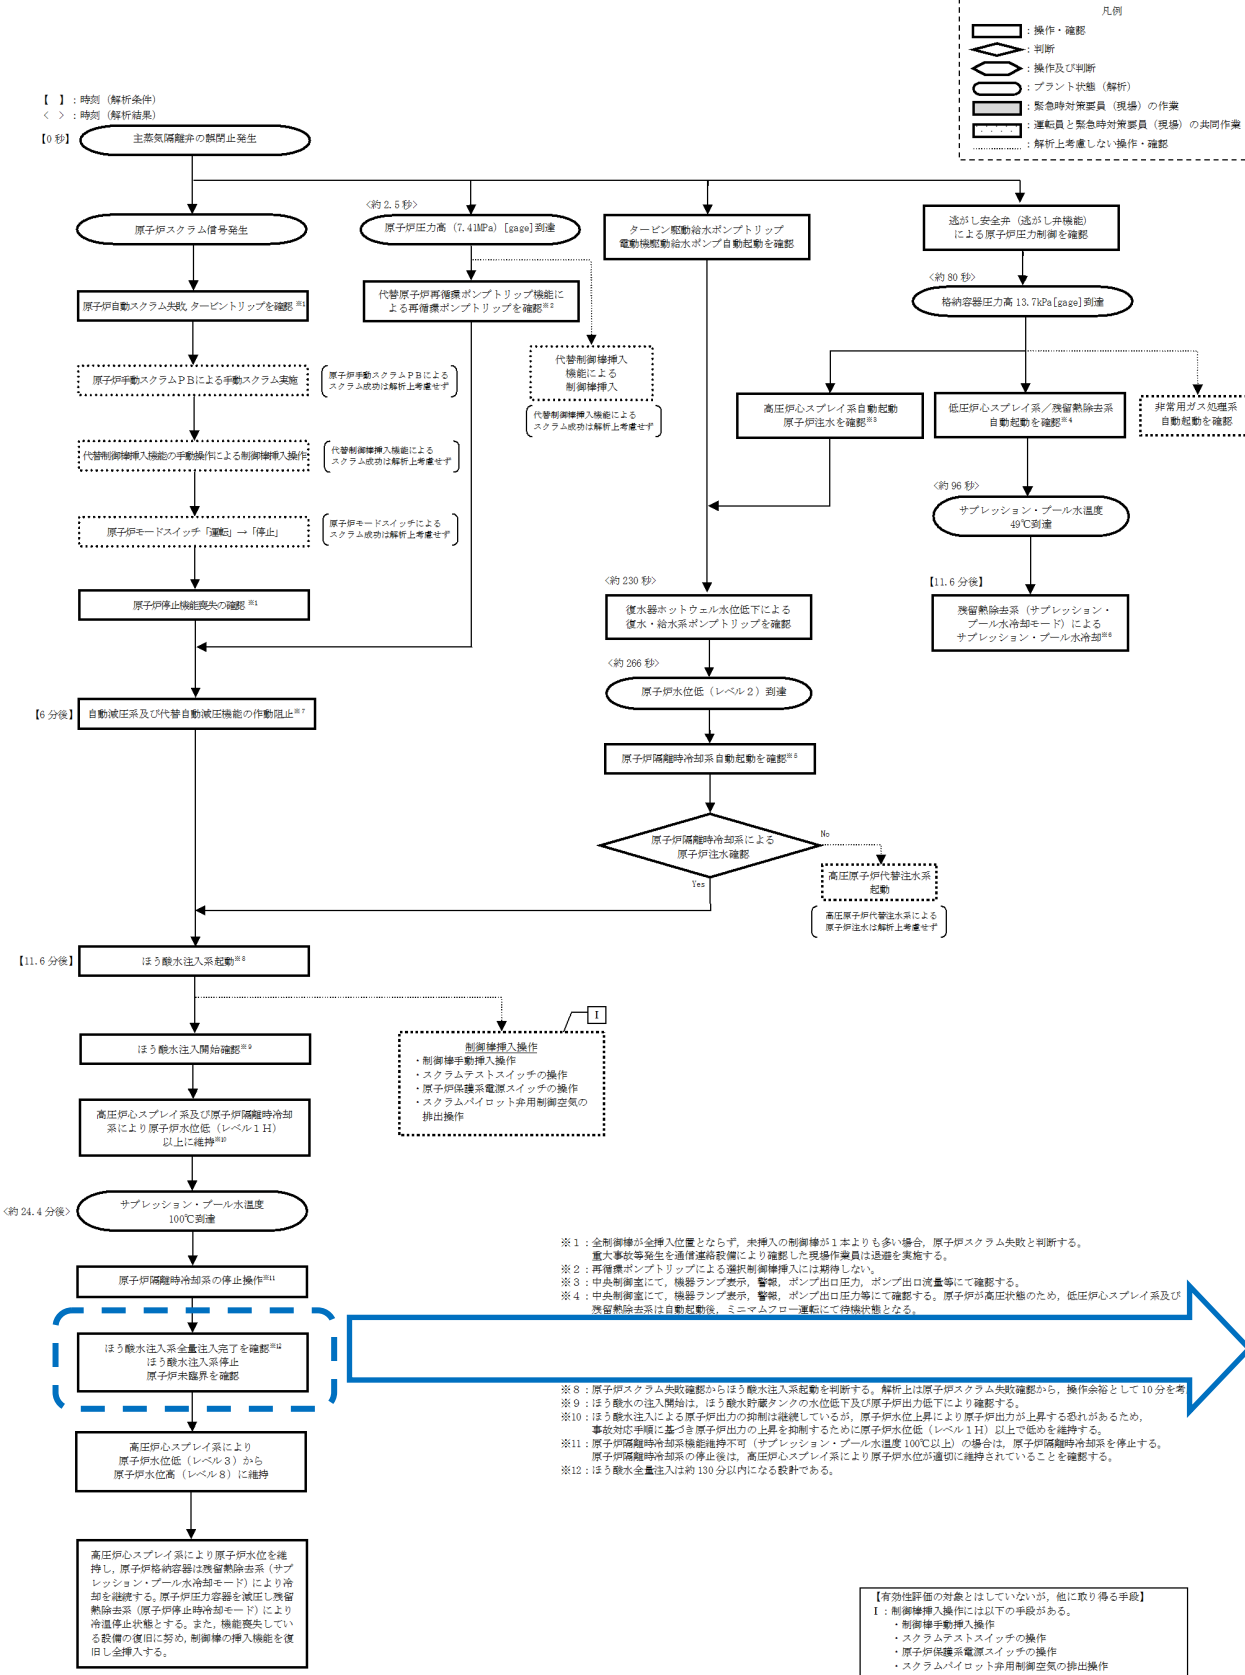 凡例
：操作・確認
：判断
：操作及び判断
：プラント状態（解析）
：緊急時対策要員（現場）の作業
：運転員と緊急時対策要員（現場）の共同作業
：解析上考慮しない操作・確認
【　】：時刻（解析条件）
＜　＞：時刻（解析結果）
【0秒】
主蒸気隔離弁の誤閉止発生
原子炉スクラム信号発生
原子炉自動スクラム失敗，タービントリップを確認※1
原子炉手動スクラムＰＢによる手動スクラム実施
原子炉手動スクラムＰＢによる
スクラム成功は解析上考慮せず
代替制御棒挿入機能の手動操作による制御棒挿入操作
代替制御棒挿入機能による
スクラム成功は解析上考慮せず
原子炉モードスイッチ「運転」→「停止」
原子炉モードスイッチによる
スクラム成功は解析上考慮せず
原子炉停止機能喪失の確認※1
＜約2.5秒＞
原子炉圧力高（7.41MPa）[gage]到達
代替原子炉再循環ポンプトリップ機能に
よる再循環ポンプトリップを確認※2
代替制御棒挿入
機能による
制御棒挿入
代替制御棒挿入機能による
スクラム成功は解析上考慮せず
タービン駆動給水ポンプトリップ
電動機駆動給水ポンプ自動起動を確認
逃がし安全弁（逃がし弁機能）
による原子炉圧力制御を確認
＜約80秒＞
格納容器圧力高13.7kPa[gage]到達
高圧炉心スプレイ系自動起動
原子炉注水を確認※3
低圧炉心スプレイ系／残留熱除去系
自動起動を確認※4
非常用ガス処理系
自動起動を確認
＜約96秒＞
サプレッション・プール水温度
49℃到達
【11.6分後】
残留熱除去系（サプレッション・
プール水冷却モード）による
サプレッション・プール水冷却※6
＜約230秒＞
復水器ホットウェル水位低下による
復水・給水系ポンプトリップを確認
＜約266秒＞
原子炉水位低（レベル２）到達
原子炉隔離時冷却系自動起動を確認※5
原子炉隔離時冷却系による
原子炉注水確認
No
Yes
高圧原子炉代替注水系
起動
高圧原子炉代替注水系による
原子炉注水は解析上考慮せず
【6分後】
自動減圧系及び代替自動減圧機能の作動阻止※7
【11.6分後】
ほう酸水注入系起動※8
ほう酸水注入開始確認※9
Ⅰ
制御棒挿入操作
・制御棒手動挿入操作
・スクラムテストスイッチの操作
・原子炉保護系電源スイッチの操作
・スクラムパイロット弁用制御空気の
排出操作
高圧炉心スプレイ系及び原子炉隔離時冷却
系により原子炉水位低（レベル１Ｈ）
以上に維持※10
＜約24.4分後＞
サプレッション・プール水温度
100℃到達
原子炉隔離時冷却系の停止操作※11
ほう酸水注入系全量注入完了を確認※12
ほう酸水注入系停止
原子炉未臨界を確認
高圧炉心スプレイ系により
原子炉水位低（レベル３）から
原子炉水位高（レベル８）に維持
高圧炉心スプレイ系により原子炉水位を維
持し，原子炉格納容器は残留熱除去系（サプ
レッション・プール水冷却モード）により冷
却を継続する。原子炉圧力容器を減圧し残留
熱除去系（原子炉停止時冷却モード）により
冷温停止状態とする。また，機能喪失してい
る設備の復旧に努め，制御棒の挿入機能を復
旧し全挿入する。
※１：全制御棒が全挿入位置とならず，未挿入の制御棒が１本よりも多い場合，原子炉スクラム失敗と判断する。
重大事故等発生を通信連絡設備により確認した現場作業員は退避を実施する。
※２：再循環ポンプトリップによる選択制御棒挿入には期待しない。
※３：中央制御室にて，機器ランプ表示，警報，ポンプ出口圧力，ポンプ出口流量等にて確認する。
※４：中央制御室にて，機器ランプ表示，警報，ポンプ出口圧力等にて確認する。原子炉が高圧状態のため，低圧炉心スプレイ系及び
残留熱除去系は自動起動後，ミニマムフロー運転にて待機状態となる。
※８：原子炉スクラム失敗確認からほう酸水注入系起動を判断する。解析上は原子炉スクラム失敗確認から，操作余裕として10分を考
※９：ほう酸水の注入開始は，ほう酸水貯蔵タンクの水位低下及び原子炉出力低下により確認する。
※10：ほう酸水注入による原子炉出力の抑制は継続しているが，原子炉水位上昇により原子炉出力が上昇する恐れがあるため，
事故対応手順に基づき原子炉出力の上昇を抑制するために原子炉水位低（レベル１Ｈ）以上で低めを維持する。
※11：原子炉隔離時冷却系機能維持不可（サプレッション・プール水温度100℃以上）の場合は，原子炉隔離時冷却系を停止する。
原子炉隔離時冷却系の停止後は，高圧炉心スプレイ系により原子炉水位が適切に維持されていることを確認する。
※12：ほう酸水全量注入は約130分以内になる設計である。
【有効性評価の対象とはしていないが，他に取り得る手段】
Ⅰ：制御棒挿入操作には以下の手段がある。
・制御棒手動挿入操作
・スクラムテストスイッチの操作
・原子炉保護系電源スイッチの操作
・スクラムパイロット弁用制御空気の排出操作